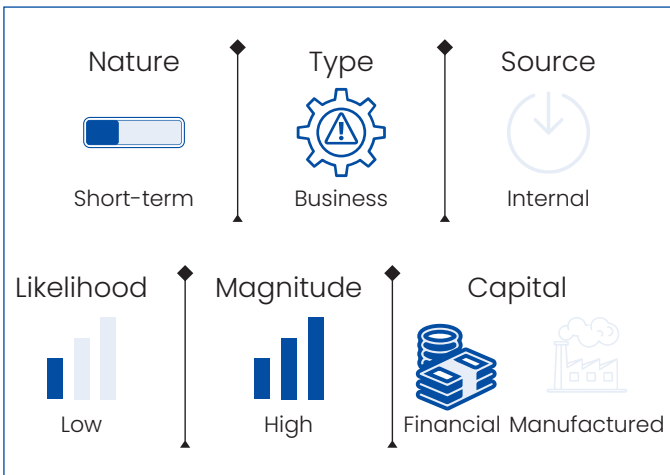 Nature Type Source
Short-term Business Internal
Likelihood Magnitude Capital
Low High Financial Manufactured